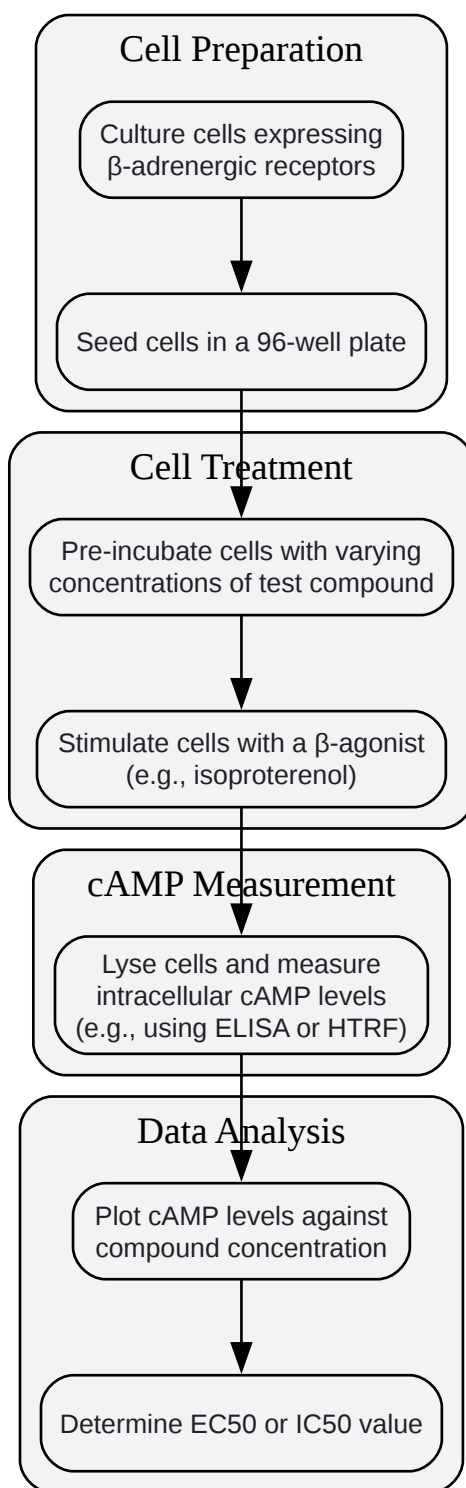 Cell Preparation
Culture cells expressing
β-adrenergic receptors
Seed cells in a 96-well plate
Cell Treatment
Pre-incubate cells with varying
concentrations of test compound
Stimulate cells with a β-agonist
(e.g., isoproterenol)
cAMP Measurement
Lyse cells and measure
intracellular cAMP levels
(e.g., using ELISA or HTRF)
Data Analysis
Plot cAMP levels against
compound concentration
Determine EC50 or IC50 value